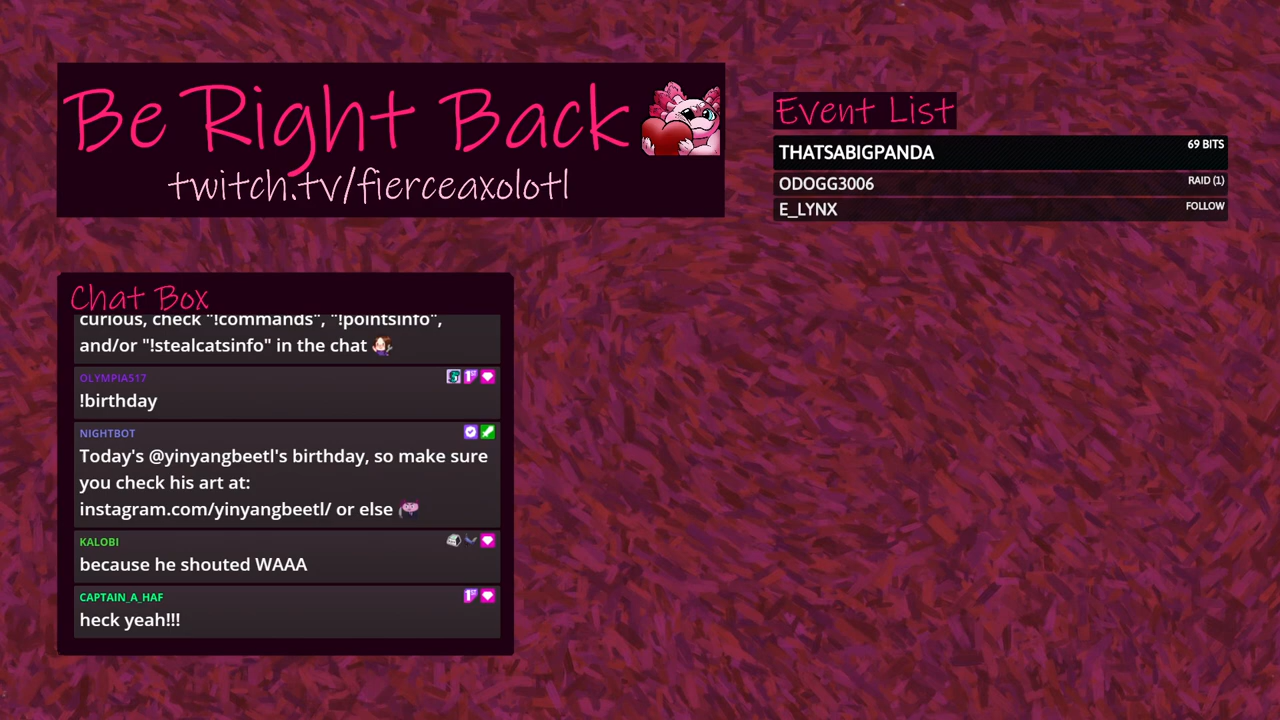 Be Right Back
twitch.tv/fierceaxolotl
Event List
THATSABIGPANDA 69 BITS
ODOGG3006 RAID (1)
E_LYNX FOLLOW
Chat Box
curious, check "!commands", "!pointsinfo",
and/or "!stealcatsinfo" in the chat
OLYMPIA517
!birthday
NIGHTBOT
Today's @yinyangbeetl's birthday, so make sure
you check his art at:
instagram.com/yinyangbeetl/ or else
KALOBI
because he shouted WAAA
CAPTAIN_A_HAF
heck yeah!!!